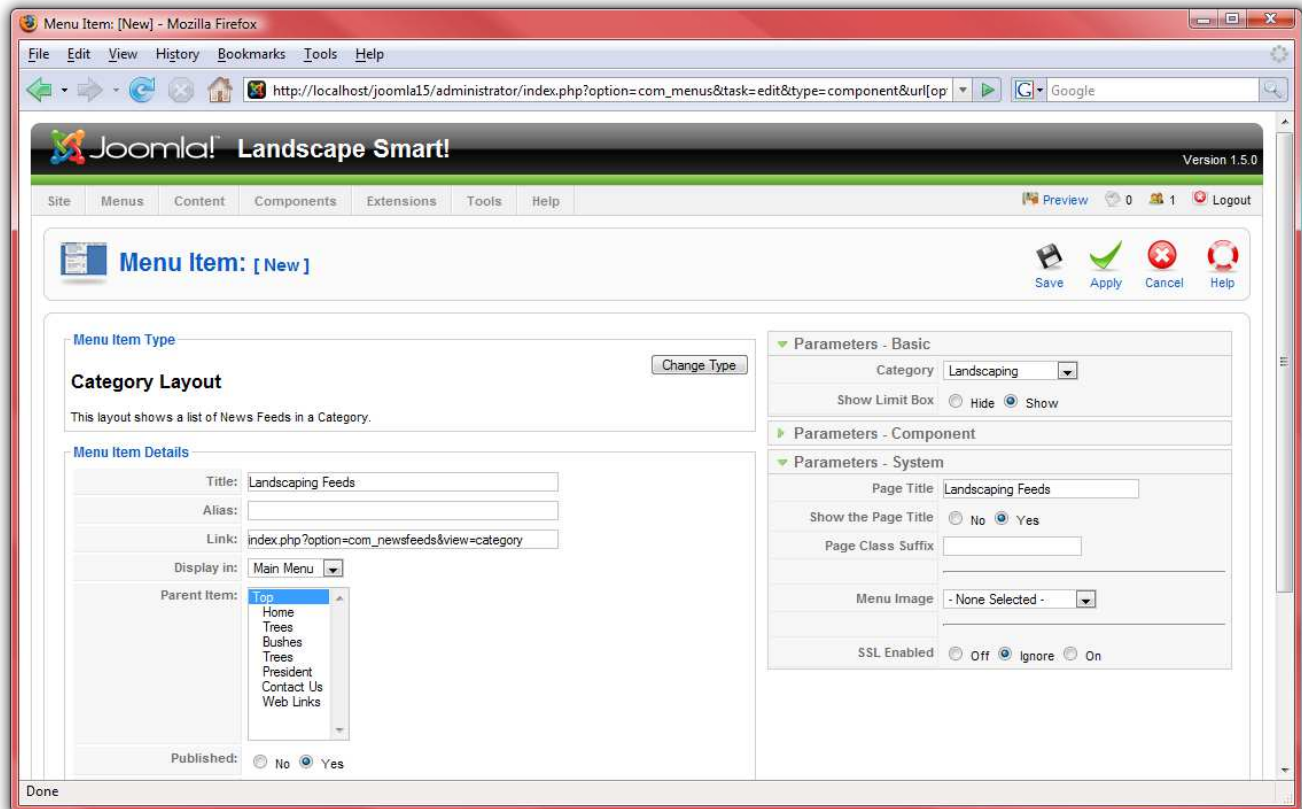 Menu Item: [New] - Mozilla Firefox
File Edit View History Bookmarks Tools Help
http://localhost/joomla15/administrator/index.php?option=com_menus&task=edit&type=component&url[op
G Google
Joomla!™ Landscape Smart!
Version 1.5.0
Site Menus Content Components Extensions Tools Help Preview 0 1 Logout
Menu Item: [ New ]
Save Apply Cancel Help
Menu Item Type
Change Type
Category Layout
This layout shows a list of News Feeds in a Category.
Menu Item Details
Title: Landscaping Feeds
Alias:
Link: index.php?option=com_newsfeeds&view=category
Display in: Main Menu
Parent Item: Top
Home
Trees
Bushes
Trees
President
Contact Us
Web Links
Published: No Yes
Parameters - Basic
Category Landscaping
Show Limit Box Hide Show
Parameters - Component
Parameters - System
Page Title Landscaping Feeds
Show the Page Title No Yes
Page Class Suffix
Menu Image - None Selected -
SSL Enabled Off Ignore On
Done